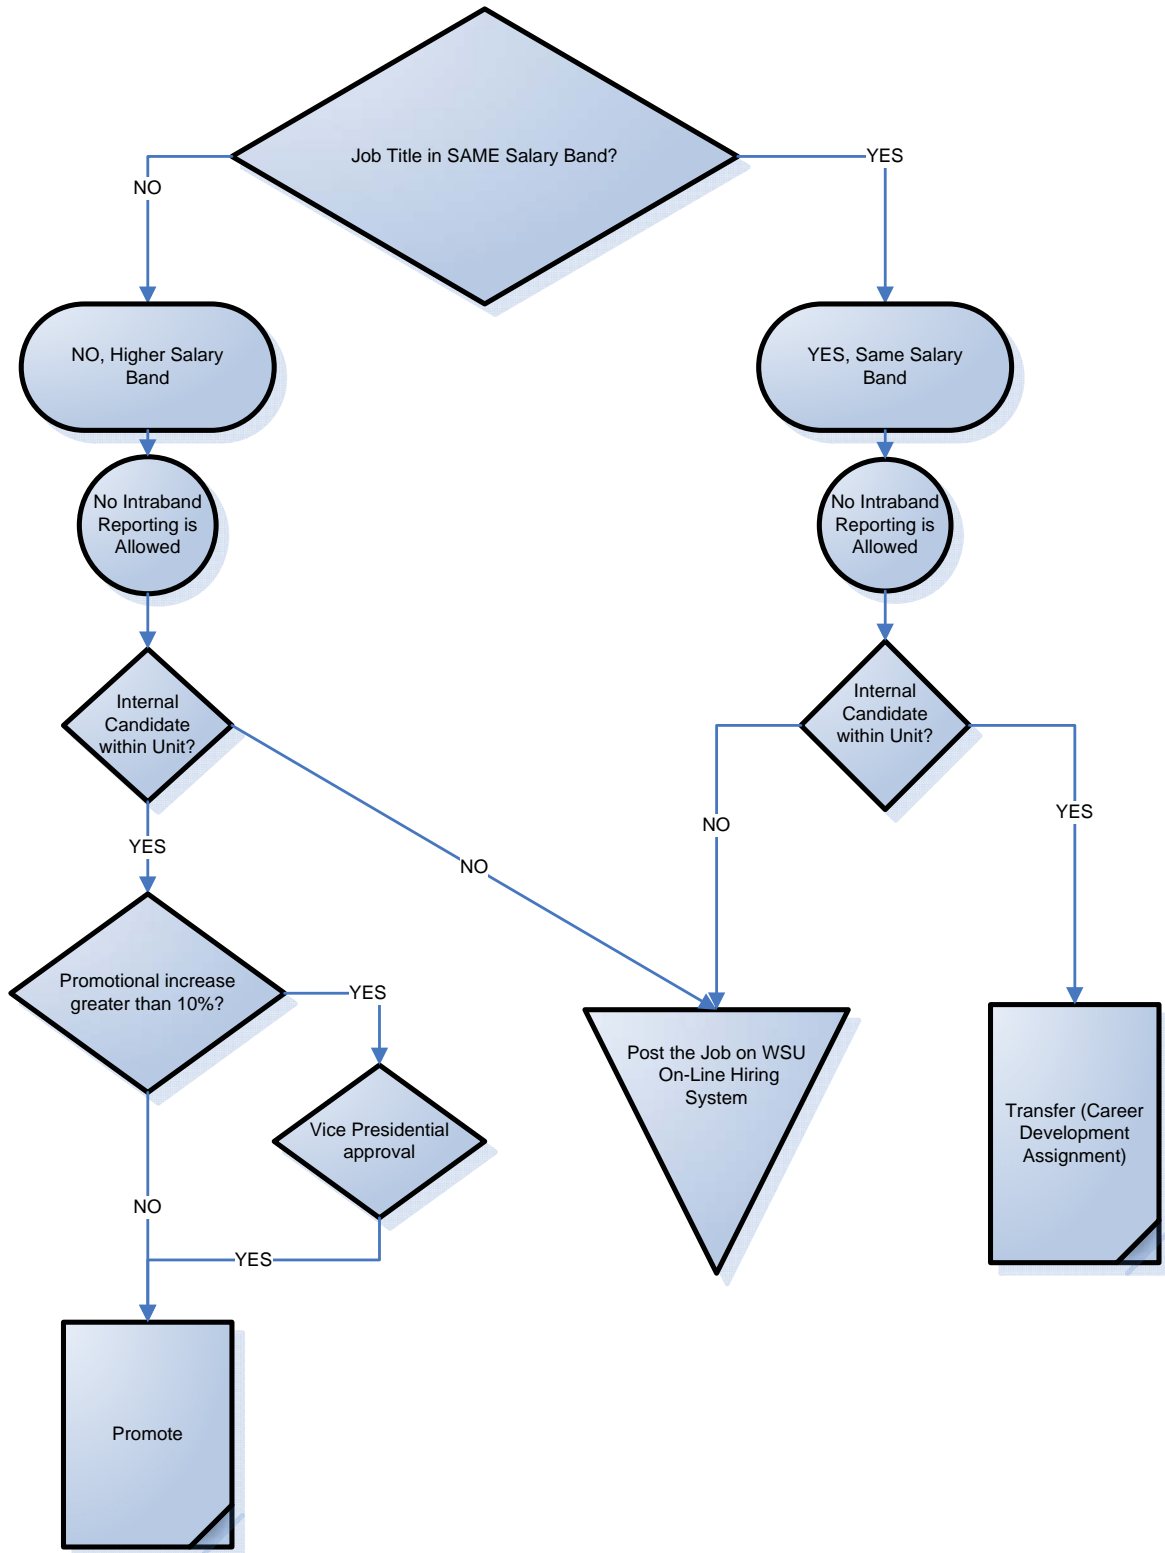 Job Title in SAME Salary Band?
NO
YES
NO, Higher Salary
Band
YES, Same Salary
Band
No Intraband
Reporting is
Allowed
No Intraband
Reporting is
Allowed
Internal
Candidate
within Unit?
Internal
Candidate
within Unit?
YES
NO
NO
YES
Promotional increase
greater than 10%?
YES
Vice Presidential
approval
NO
YES
Post the Job on WSU
On-Line Hiring
System
Transfer (Career
Development
Assignment)
Promote